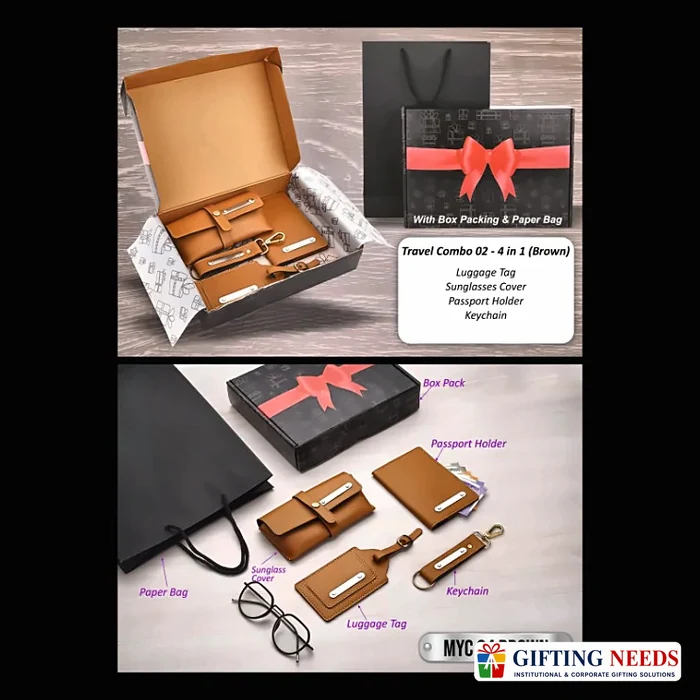 With Box Packing & Paper Bag
Travel Combo 02 - 4 in 1 (Brown)
Luggage Tag
Sunglasses Cover
Passport Holder
Keychain
Box Pack
Passport Holder
Sunglass
Cover
Paper Bag
Keychain
Luggage Tag
GIFTING NEEDS
INSTITUTIONAL & CORPORATE GIFTING SOLUTIONS